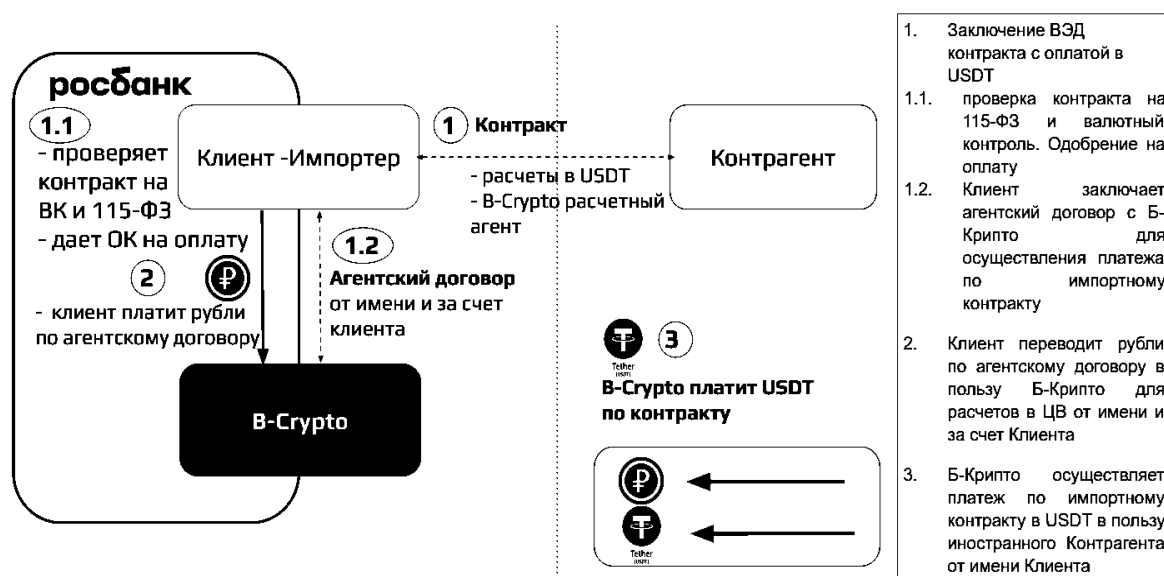 росбанк
1.1
- проверяет
контракт на
ВК и 115-ФЗ
- дает ОК на оплату
2
₽
- клиент платит рубли
по агентскому договору
Клиент -Импортер
1 Контракт
- расчеты в USDT
- B-Crypto расчетный
агент
Контрагент
1.2
Агентский договор
от имени и за счет
клиента
B-Crypto
3
Tether
B-Crypto платит USDT
по контракту
₽
Tether
1. Заключение ВЭД
контракта с оплатой в
USDT
1.1. проверка контракта на
115-ФЗ и валютный
контроль. Одобрение на
оплату
1.2. Клиент заключает
агентский договор с Б-
Крипто для
осуществления платежа
по импортному
контракту
2. Клиент переводит рубли
по агентскому договору в
пользу Б-Крипто для
расчетов в ЦВ от имени и
за счет Клиента
3. Б-Крипто осуществляет
платеж по импортному
контракту в USDT в пользу
иностранного Контрагента
от имени Клиента